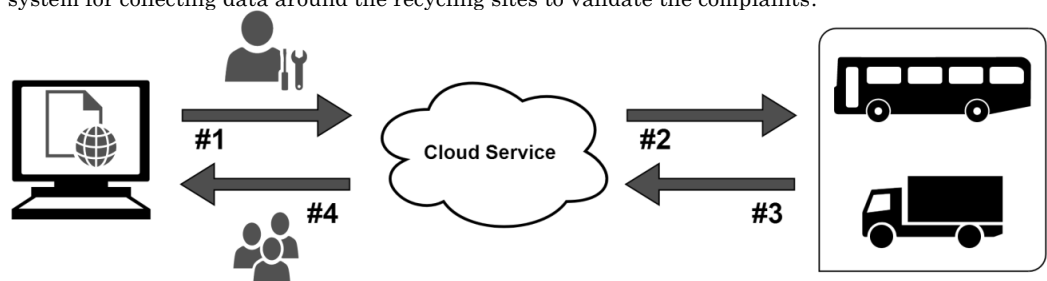 system for collecting data around the recycling sites to validate the complaints.
#1
#2
Cloud Service
#4
#3